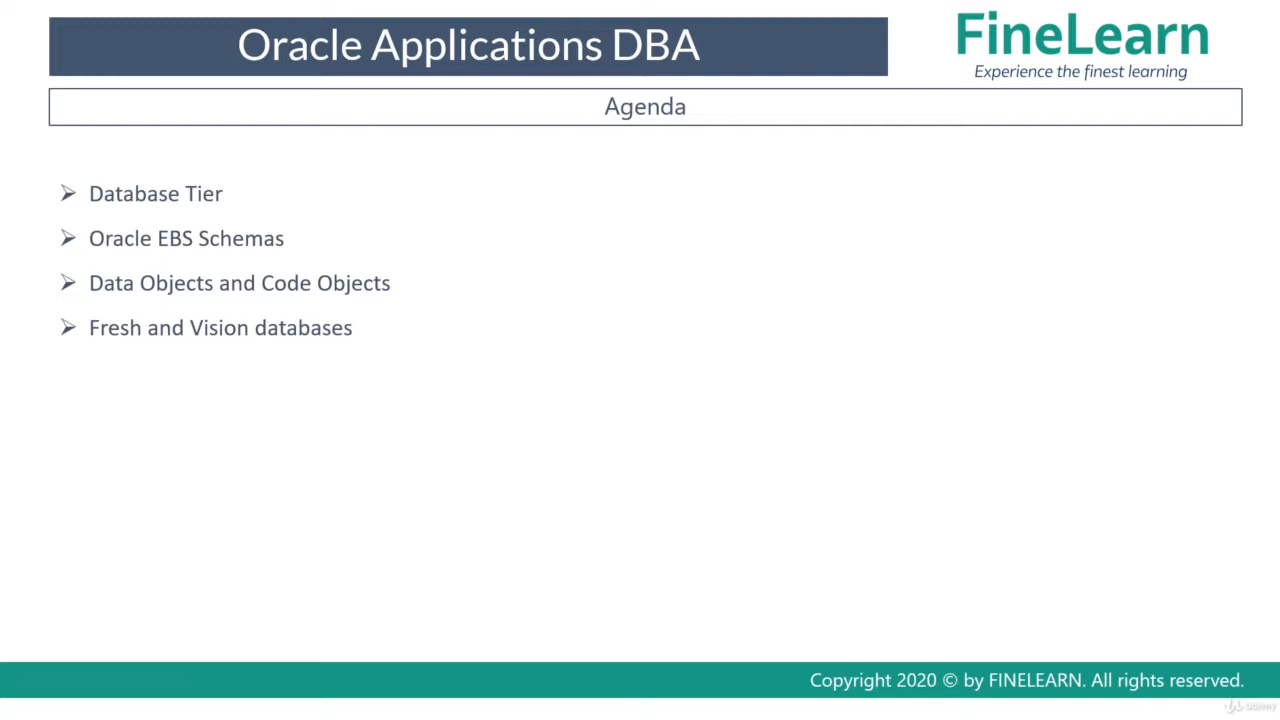 Oracle Applications DBA
FineLearn
Experience the finest learning
Agenda
➢ Database Tier
➢ Oracle EBS Schemas
➢ Data Objects and Code Objects
➢ Fresh and Vision databases
Copyright 2020 © by FINELEARN. All rights reserved.
Udemy